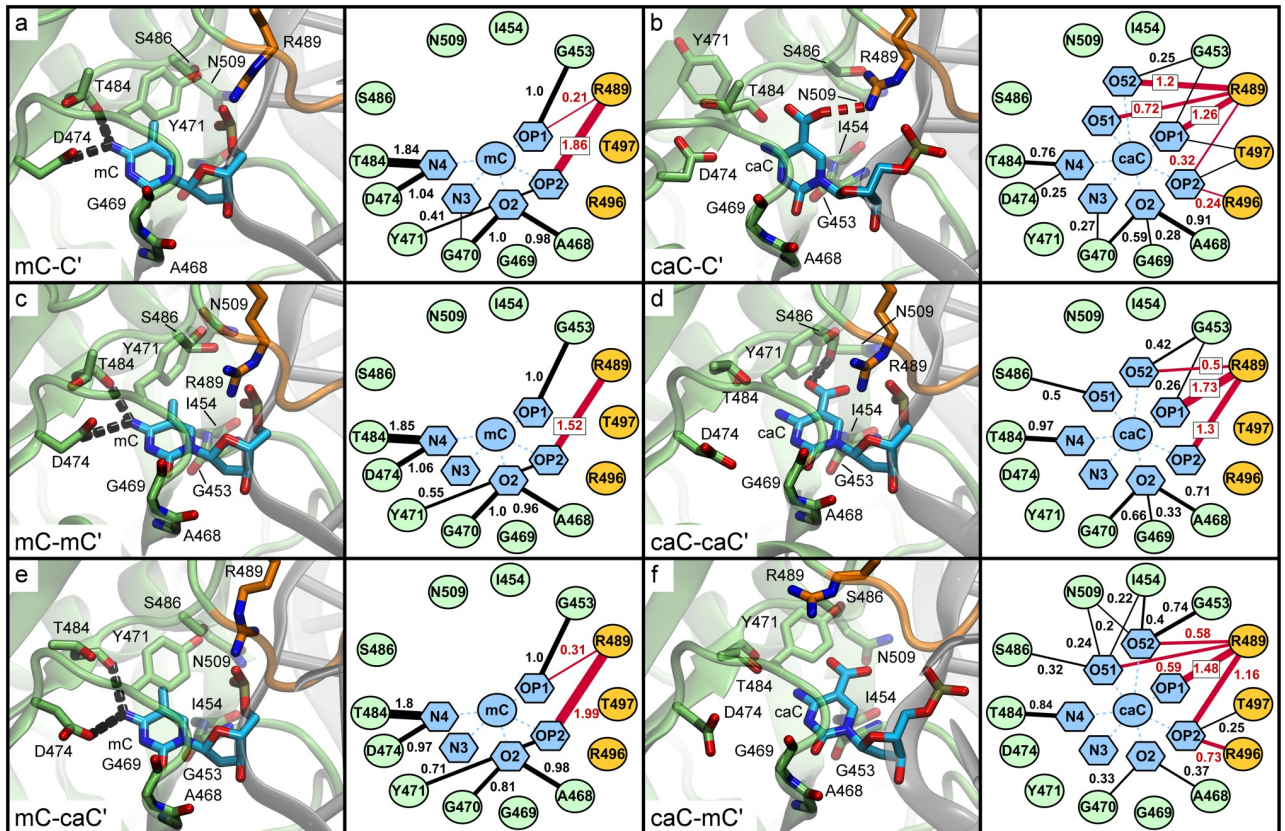 a
S486
R489
N509
T484
D474
Y471
mC
G469
A468
mC-C'
N509
I454
G453
S486
1.0
0.21
R489
OP1
T497
1.84
mC
1.86
T484
N4
OP2
D474
1.04
N3
O2
R496
0.41
Y471
1.0
0.98
G470
G469
A468
b
Y471
S486
R489
T484
N509
I454
D474
caC
G469
G453
A468
caC-C'
N509
I454
G453
0.25
O52
1.2
R489
S486
O51
0.72
OP1
1.26
0.76
caC
T497
T484
N4
0.32
OP2
D474
0.25
N3
O2
0.24
R496
0.27
0.91
Y471
0.59
0.28
G470
G469
A468
c
N509
S486
Y471
T484
R489
I454
mC
D474
G469
G453
A468
mC-mC'
N509
I454
G453
S486
1.0
R489
OP1
1.52
T497
1.85
mC
T484
N4
OP2
D474
1.06
N3
O2
R496
0.55
Y471
1.0
0.96
G470
G469
A468
d
S486
N509
Y471
R489
T484
I454
D474
caC
G469
G453
A468
caC-caC'
N509
I454
G453
0.42
O52
0.5
R489
S486
0.5
O51
0.26
1.73
OP1
0.97
caC
1.3
T497
T484
N4
OP2
D474
N3
O2
R496
0.71
Y471
0.66
0.33
G470
G469
A468
e
R489
S486
T484
Y471
N509
I454
D474
mC
G469
G453
A468
mC-caC'
N509
I454
G453
S486
1.0
0.31
R489
OP1
T497
1.8
mC
1.99
T484
N4
OP2
D474
0.97
N3
O2
R496
0.71
0.98
Y471
0.81
G470
G469
A468
f
R489
S486
Y471
N509
T484
I454
D474
caC
G469
G453
A468
caC-mC'
N509
I454
0.22
0.74
G453
0.2
0.4
O52
0.58
R489
S486
0.24
0.32
O51
0.59
1.48
OP1
1.16
0.84
caC
T497
T484
N4
OP2
0.25
D474
N3
O2
0.73
R496
0.33
0.37
Y471
G470
G469
A468